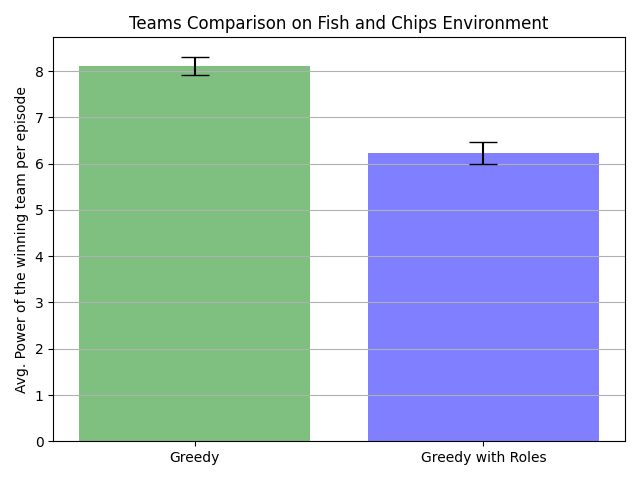 Teams Comparison on Fish and Chips Environment
Avg. Power of the winning team per episode
8
7
6
5
4
3
2
1
0
Greedy
Greedy with Roles